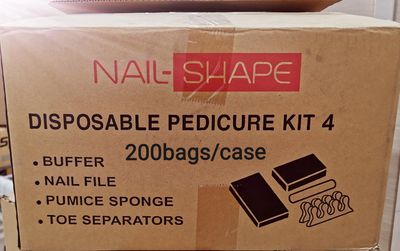 NAIL-SHAPE
DISPOSABLE PEDICURE KIT 4
200bags/case
• BUFFER
• NAIL FILE
• PUMICE SPONGE
• TOE SEPARATORS